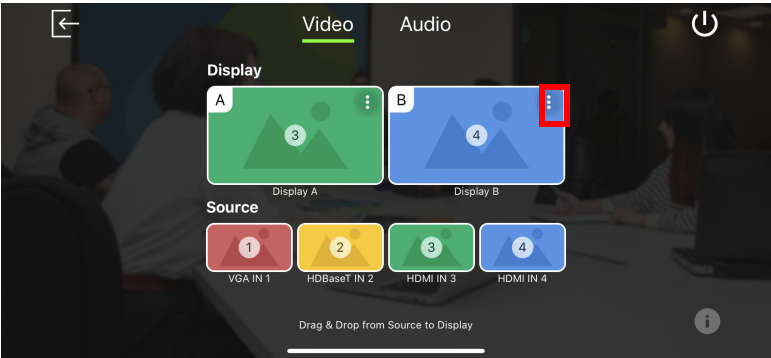 Video Audio
Display
A B
3 4
Display A Display B
Source
1 2 3 4
VGA IN 1 HDBaseT IN 2 HDMI IN 3 HDMI IN 4
Drag & Drop from Source to Display
i